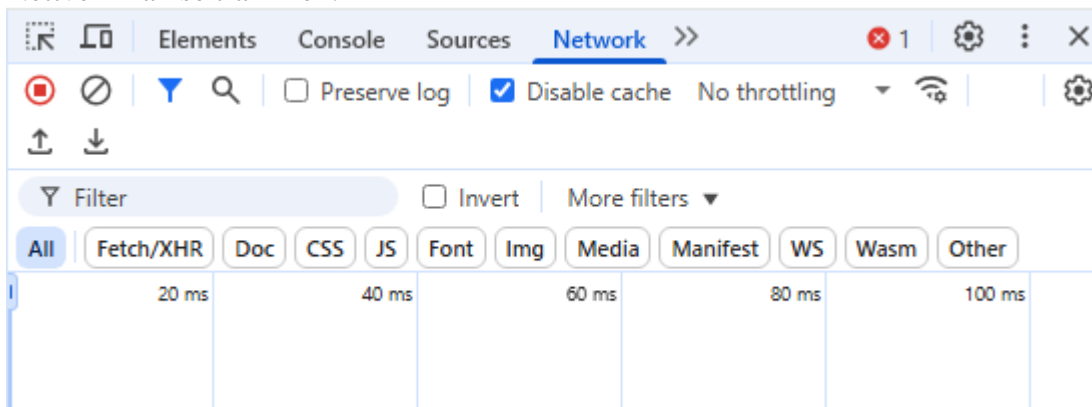 Elements Console Sources Network 1
Preserve log Disable cache No throttling
Filter Invert More filters
All Fetch/XHR Doc CSS JS Font Img Media Manifest WS Wasm Other
20 ms 40 ms 60 ms 80 ms 100 ms